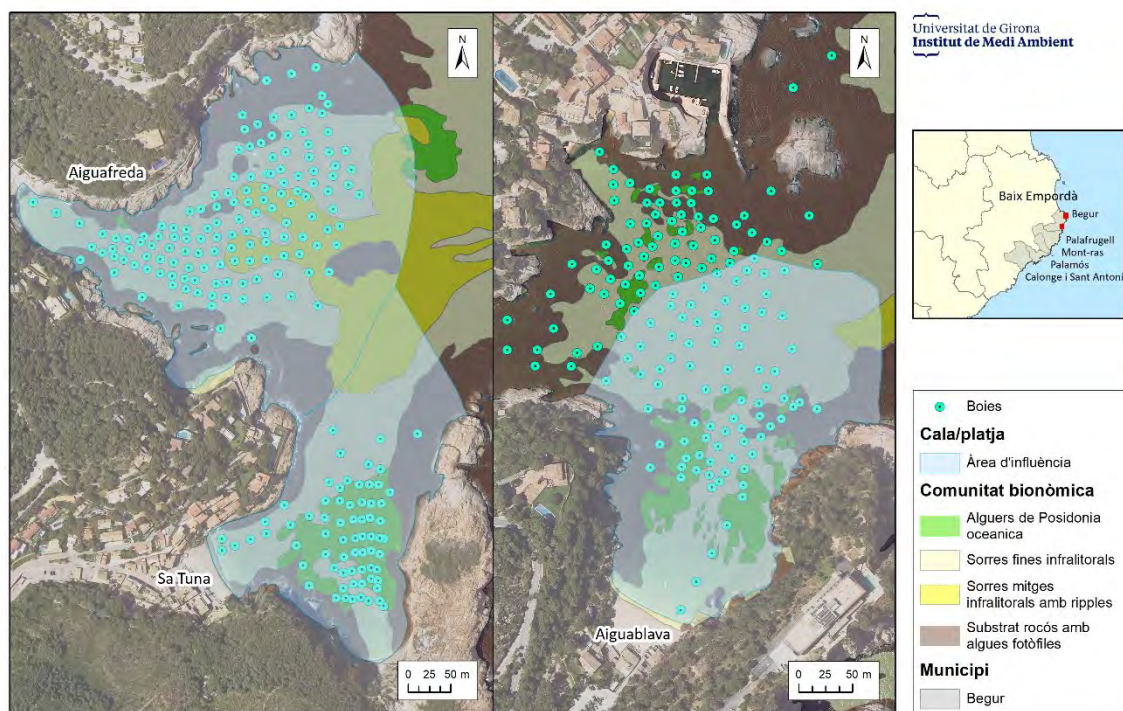 N
Aiguafreda
Sa Tuna
0 25 50 m
N
Aiguablava
0 25 50 m
Universitat de Girona
Institut de Medi Ambient
Baix Empordà
Begur
Palafrugell
Mont-ras
Palamós
Calonge i Sant Antoni
Boies
Cala/platja
Àrea d'influència
Comunitat bionòmica
Alguers de Posidonia
oceanica
Sorres fines infralitorals
Sorres mitges
infralitorals amb ripples
Substrat rocós amb
algues fotòfiles
Municipi
Begur